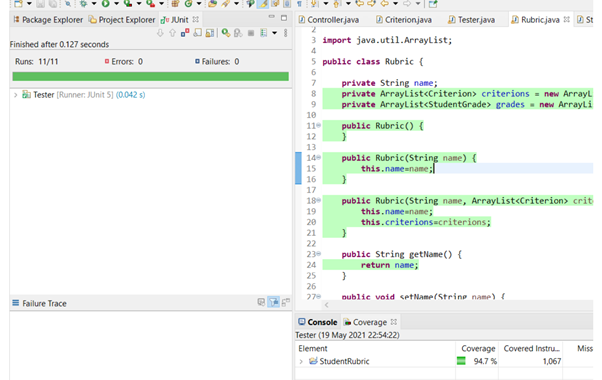 Package Explorer Project Explorer JUnit
Finished after 0.127 seconds
Runs: 11/11 Errors: 0 Failures: 0
Tester [Runner: JUnit 5] (0.042 s)
Failure Trace
Controller.java Criterion.java Tester.java Rubric.java St
2
3 import java.util.ArrayList;
4
5 public class Rubric {
6
7 private String name;
8 private ArrayList<Criterion> criterions = new ArrayL
9 private ArrayList<StudentGrade> grades = new ArrayLi
10
11 public Rubric() {
12 }
13
14 public Rubric(String name) {
15 this.name=name;
16 }
17
18 public Rubric(String name, ArrayList<Criterion> crite
19 this.name=name;
20 this.criterions=criterions;
21 }
22
23 public String getName() {
24 return name;
25 }
26
27 public void setName(String name) {
Console Coverage
Tester (19 May 2021 22:54:22)
Element Coverage Covered Instru... Miss
StudentRubric 94.7 % 1,067